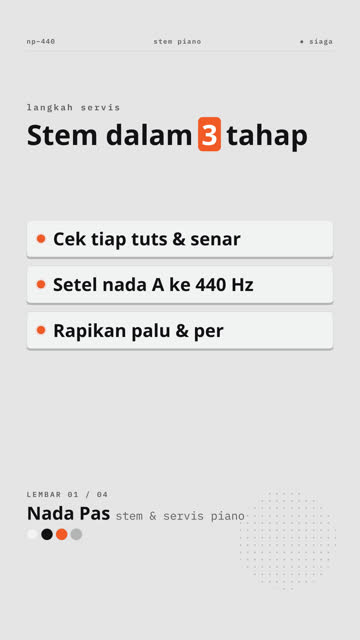 np–440 stem piano ● siaga
langkah servis
Stem dalam 3 tahap
Cek tiap tuts & senar
Setel nada A ke 440 Hz
Rapikan palu & per
LEMBAR 01 / 04
Nada Pas stem & servis piano